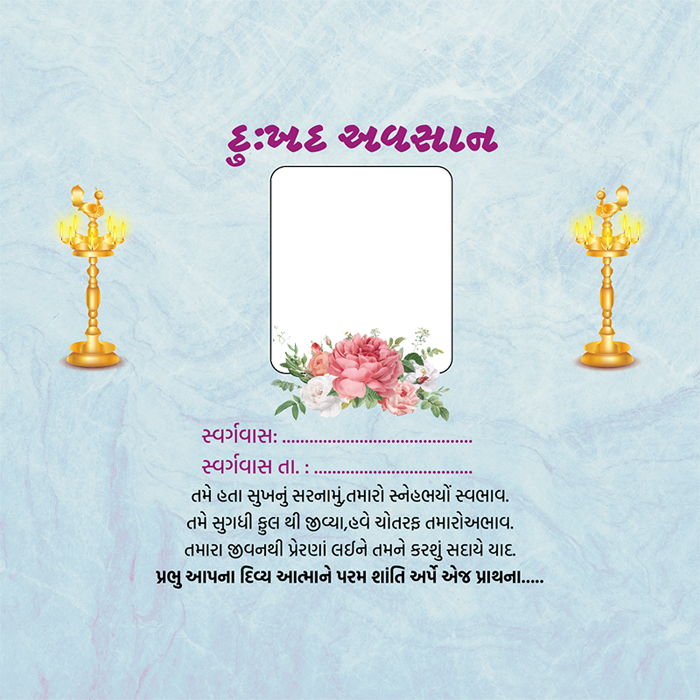 દુઃખદ અવસાન
સ્વર્ગવાસ: ..........................................
સ્વર્ગવાસ તા. : ...................................
તમે હતા સુખનું સરનામું,તમારો સ્નેહભર્યો સ્વભાવ.
તમે સુગધી ફુલ થી જીવ્યા,હવે ચોતરફ તમારોઅભાવ.
તમારા જીવનથી પ્રેરણાં લઈને તમને કરશું સદાયે યાદ.
પ્રભુ આપના દિવ્ય આત્માને પરમ શાંતિ અર્પે એજ પ્રાથના.....